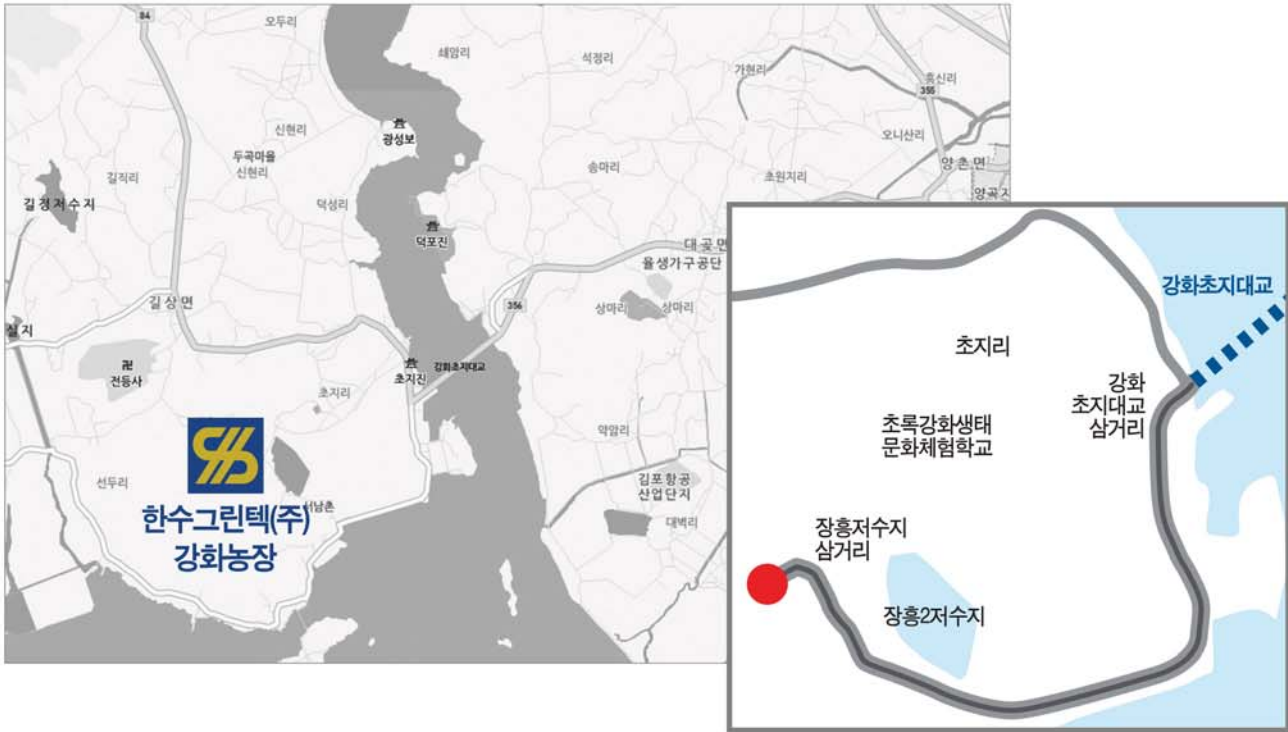 84
오두리
쇄암리
석정리
가현리
흥신리
355
광성보
신현리
두곡마을
신현리
오니산리
양촌면
길직리
송마리
초원지리
길정저수지
덕성리
덕포진
대곶면
율생가구공단
길상면
356
상마리
상마리
전등사
초지진
강화초지대교
초지리
약암리
선두리
김포항공
산업단지
대벽리
한수그린텍(주)
강화농장
강화초지대교
초지리
강화
초지대교
삼거리
초록강화생태
문화체험학교
장흥저수지
삼거리
장흥2저수지